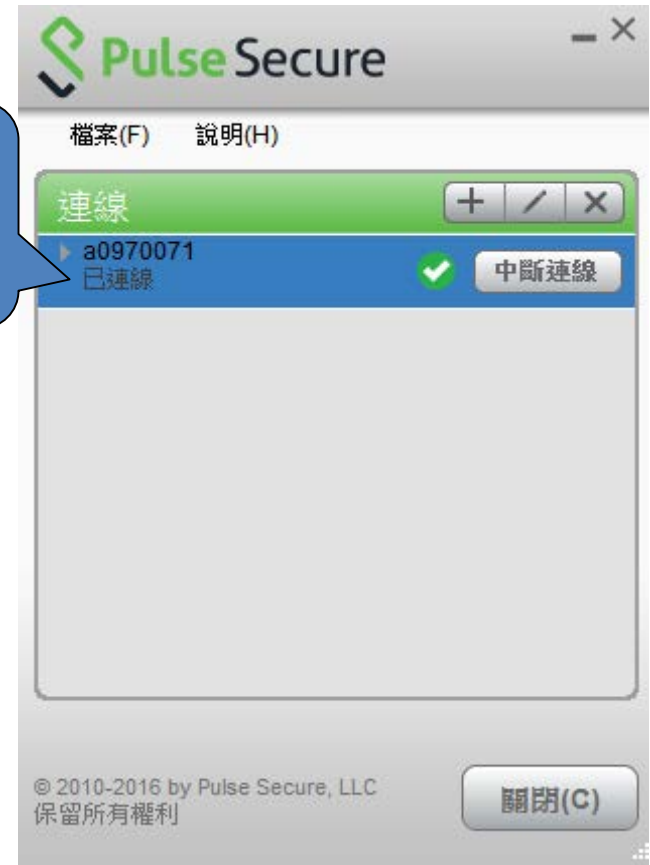 Pulse Secure
檔案(F) 說明(H)
連線
a0970071
已連線
中斷連線
© 2010-2016 by Pulse Secure, LLC
保留所有權利
關閉(C)